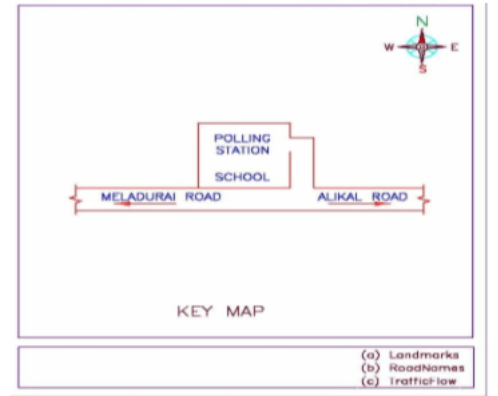 N
W E
S
POLLING
STATION
SCHOOL
MELADURAI ROAD
ALIKAL ROAD
KEY MAP
(a) Landmarks
(b) RoadNames
(c) TrafficFlow